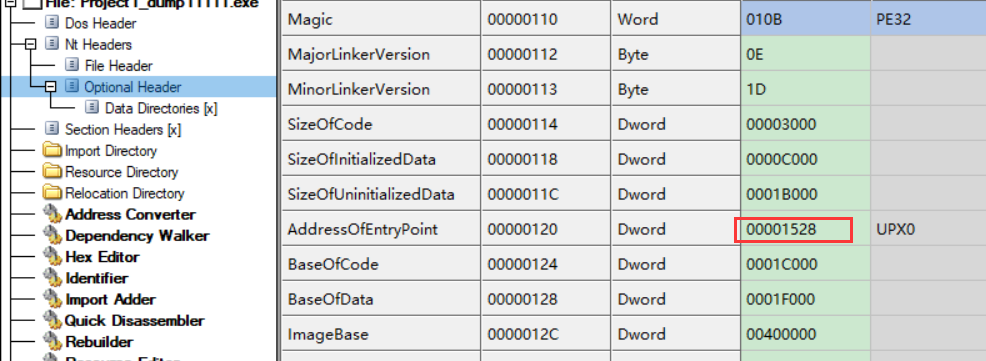 File: Project1_dump11111.exe
Dos Header
Nt Headers
File Header
Optional Header
Data Directories [x]
Section Headers [x]
Import Directory
Resource Directory
Relocation Directory
Address Converter
Dependency Walker
Hex Editor
Identifier
Import Adder
Quick Disassembler
Rebuilder
Resource Editor
Magic 00000110 Word 010B PE32
MajorLinkerVersion 00000112 Byte 0E
MinorLinkerVersion 00000113 Byte 1D
SizeOfCode 00000114 Dword 00003000
SizeOfInitializedData 00000118 Dword 0000C000
SizeOfUninitializedData 0000011C Dword 0001B000
AddressOfEntryPoint 00000120 Dword 00001528 UPX0
BaseOfCode 00000124 Dword 0001C000
BaseOfData 00000128 Dword 0001F000
ImageBase 0000012C Dword 00400000